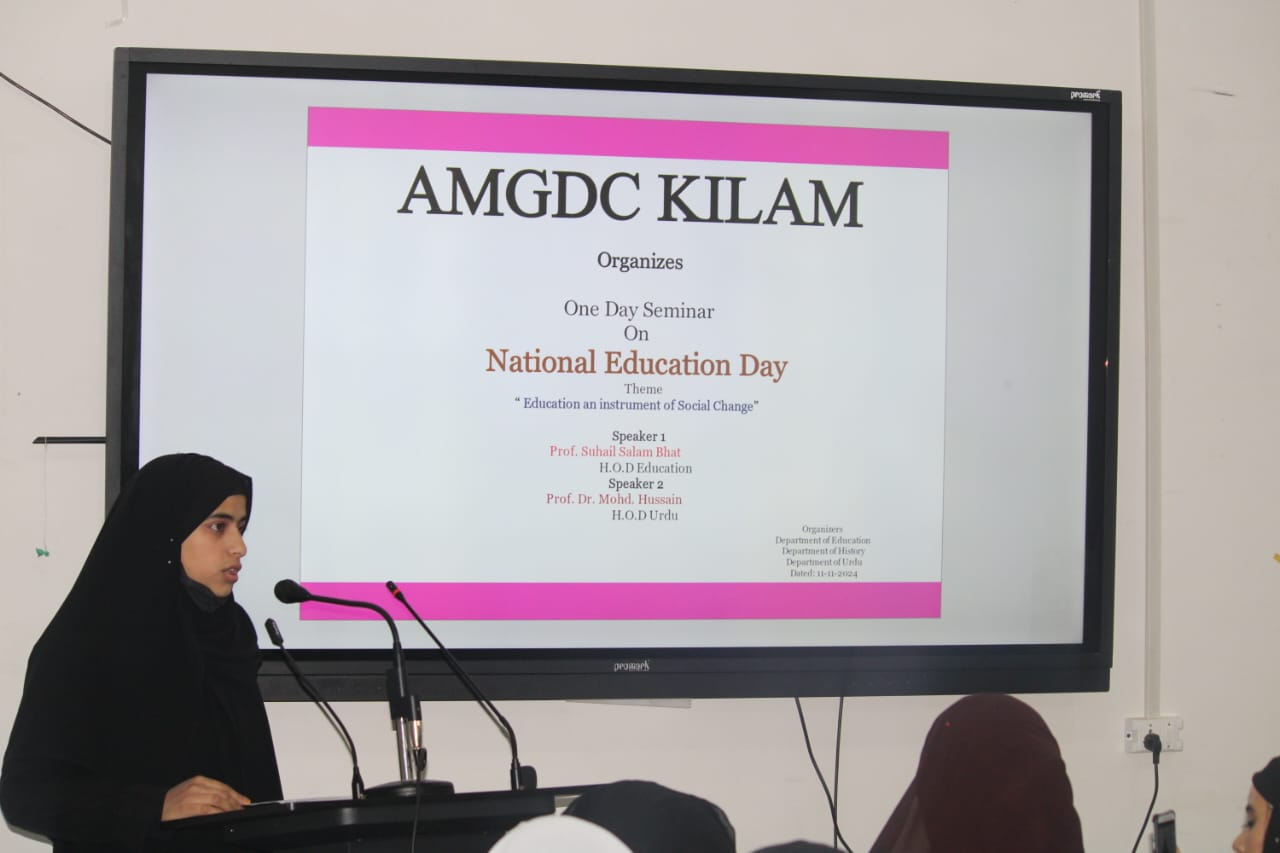 promark
AMGDC KILAM
Organizes
One Day Seminar
On
National Education Day
Theme
“ Education an instrument of Social Change”
Speaker 1
Prof. Suhail Salam Bhat
H.O.D Education
Speaker 2
Prof. Dr. Mohd. Hussain
H.O.D Urdu
Organizers
Department of Education
Department of History
Department of Urdu
Dated: 11-11-2024
promark